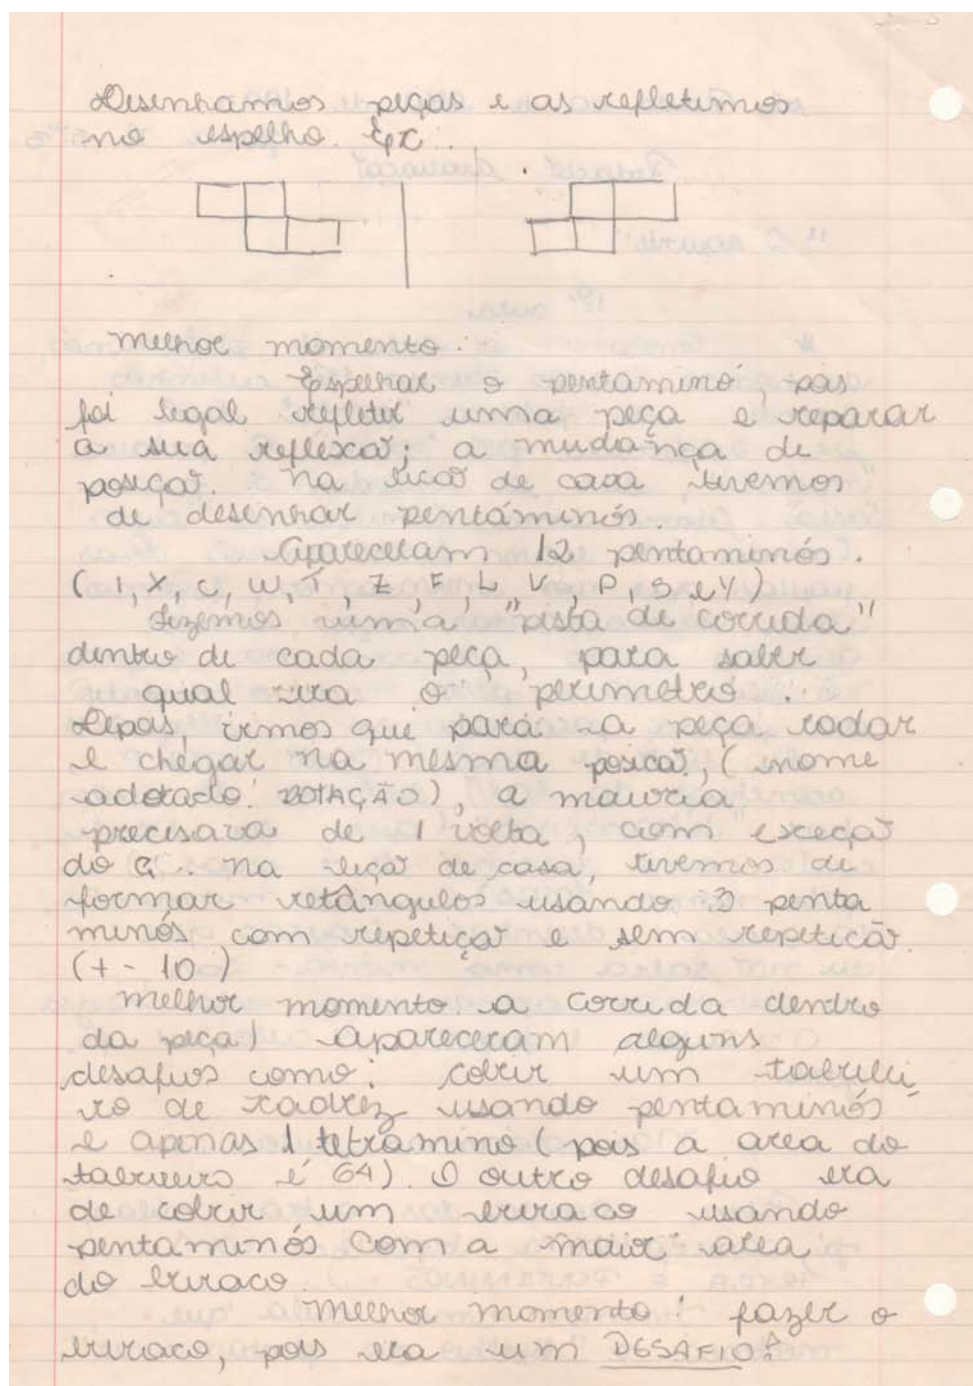 Desenhamos peças e as refletimos
no espelho. Ex:
melhor momento:
Espelhar o pentaminó, pois
foi legal refletir uma peça e reparar
a sua reflexão; a mudança de
posição. Na lição de casa tivemos
de desenhar pentáminós.
Apareceram 12 pentaminós.
(I, X, C, W, T, Z, F, L, V, P, S e Y)
Fizemos uma "pista de corrida"
dentro de cada peça, para saber
qual era o perímetro.
Depois, vimos que para a peça rodar
e chegar na mesma posição, (nome
adotado: ROTAÇÃO), a maioria
precisava de 1 volta, com exceção
do C. Na lição de casa, tivemos de
formar retângulos usando 3 penta
minós com repetição e sem repetição.
(+ - 10)
melhor momento: a corrida dentro
da peça! Apareceram alguns
desafios como: cobrir um tabulei
ro de xadrez usando pentaminós
e apenas 1 tetramino (pois a area do
tabuleiro é 64). O outro desafio era
de cobrir um buraco usando
pentaminós com a maior area
do buraco.
Melhor momento: fazer o
buraco, pois era um DESAFIO!